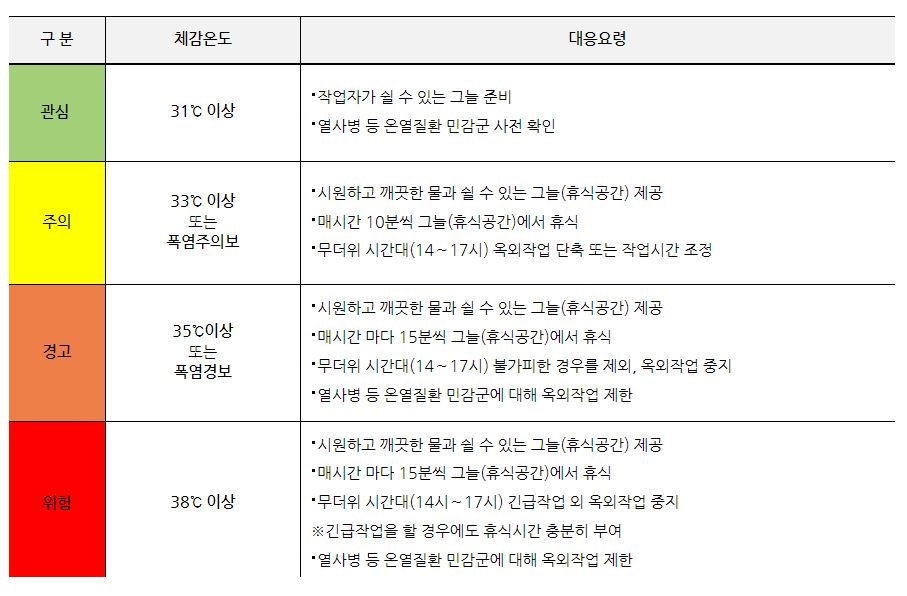 구 분 체감온도 대응요령
관심
31℃ 이상
▪작업자가 쉴 수 있는 그늘 준비
▪열사병 등 온열질환 민감군 사전 확인
주의
33℃ 이상
또는
폭염주의보
▪시원하고 깨끗한 물과 쉴 수 있는 그늘(휴식공간) 제공
▪매시간 10분씩 그늘(휴식공간)에서 휴식
▪무더위 시간대(14～17시) 옥외작업 단축 또는 작업시간 조정
경고
35℃이상
또는
폭염경보
▪시원하고 깨끗한 물과 쉴 수 있는 그늘(휴식공간) 제공
▪매시간 마다 15분씩 그늘(휴식공간)에서 휴식
▪무더위 시간대(14～17시) 불가피한 경우를 제외, 옥외작업 중지
▪열사병 등 온열질환 민감군에 대해 옥외작업 제한
위험
38℃ 이상
▪시원하고 깨끗한 물과 쉴 수 있는 그늘(휴식공간) 제공
▪매시간 마다 15분씩 그늘(휴식공간)에서 휴식
▪무더위 시간대(14시～17시) 긴급작업 외 옥외작업 중지
※긴급작업을 할 경우에도 휴식시간 충분히 부여
▪열사병 등 온열질환 민감군에 대해 옥외작업 제한